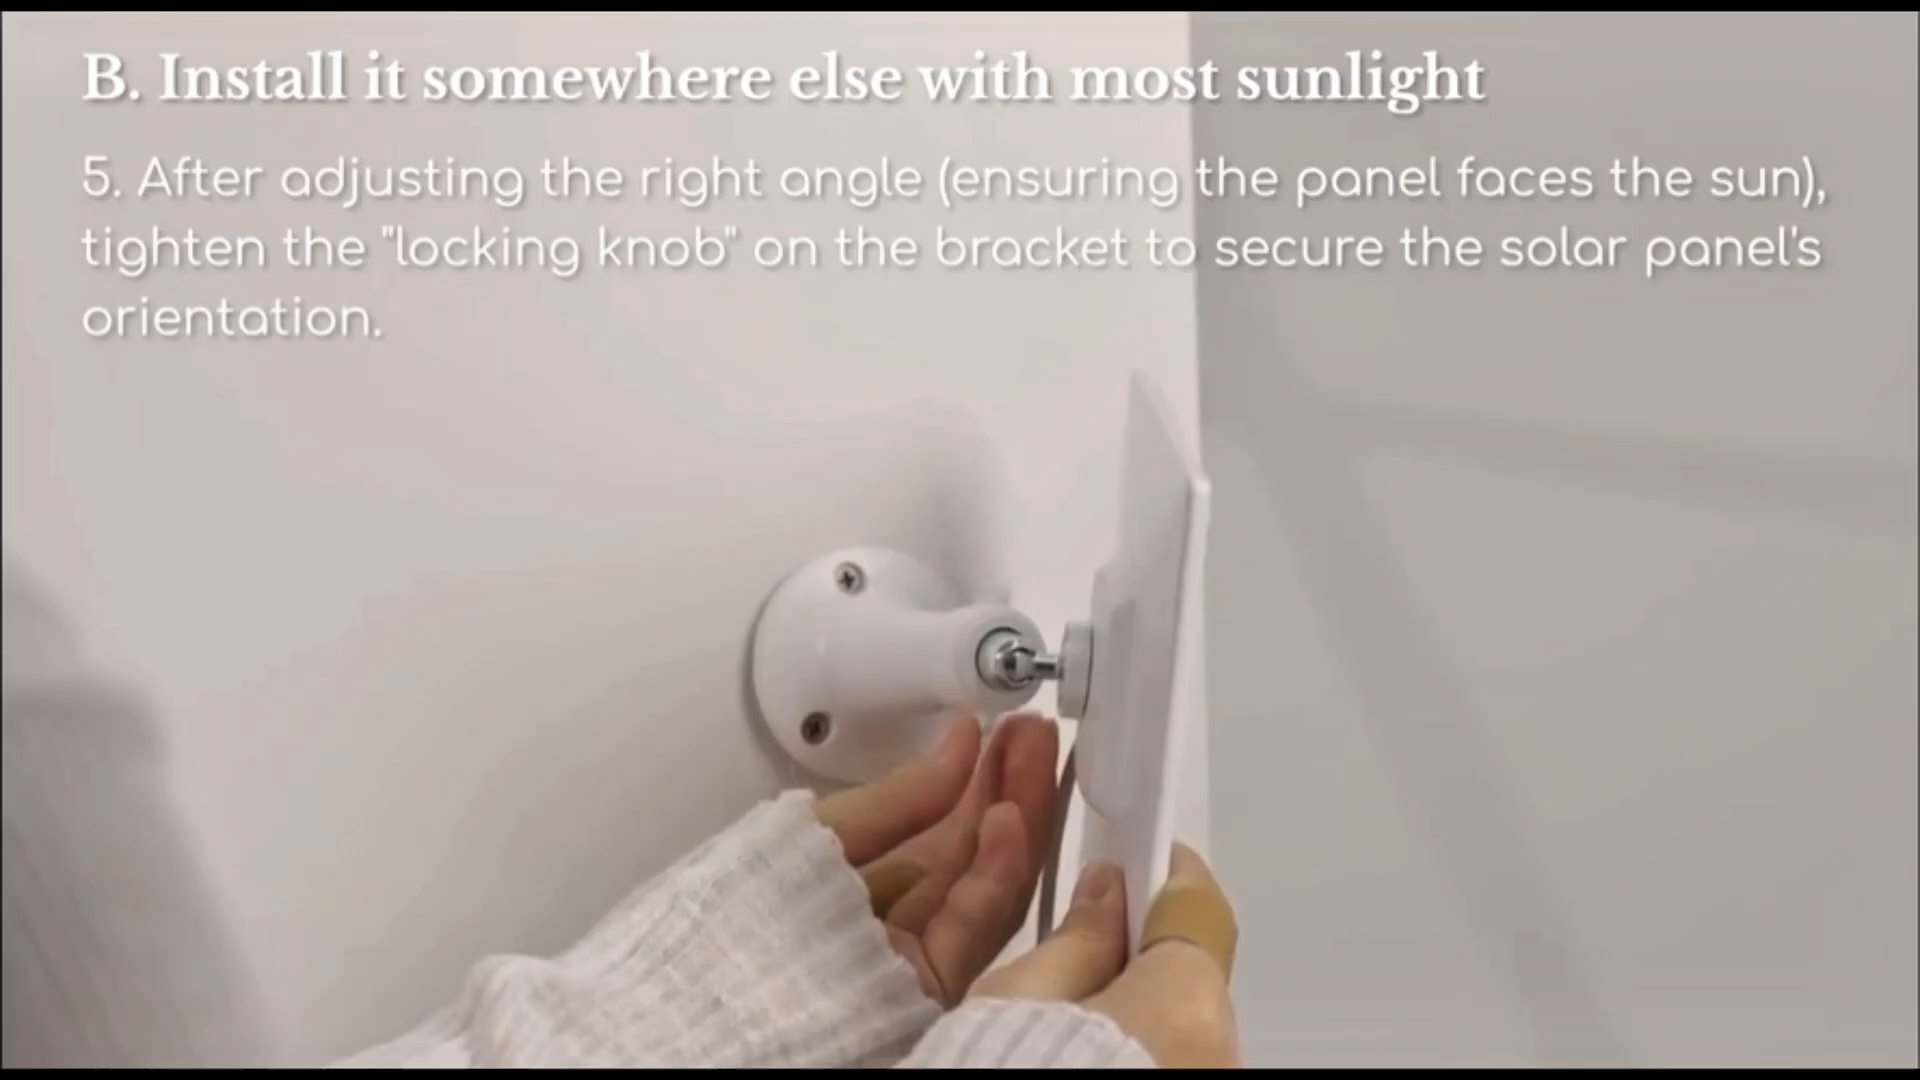 B. Install it somewhere else with most sunlight
5. After adjusting the right angle (ensuring the panel faces the sun),
tighten the "locking knob" on the bracket to secure the solar panel's
orientation.